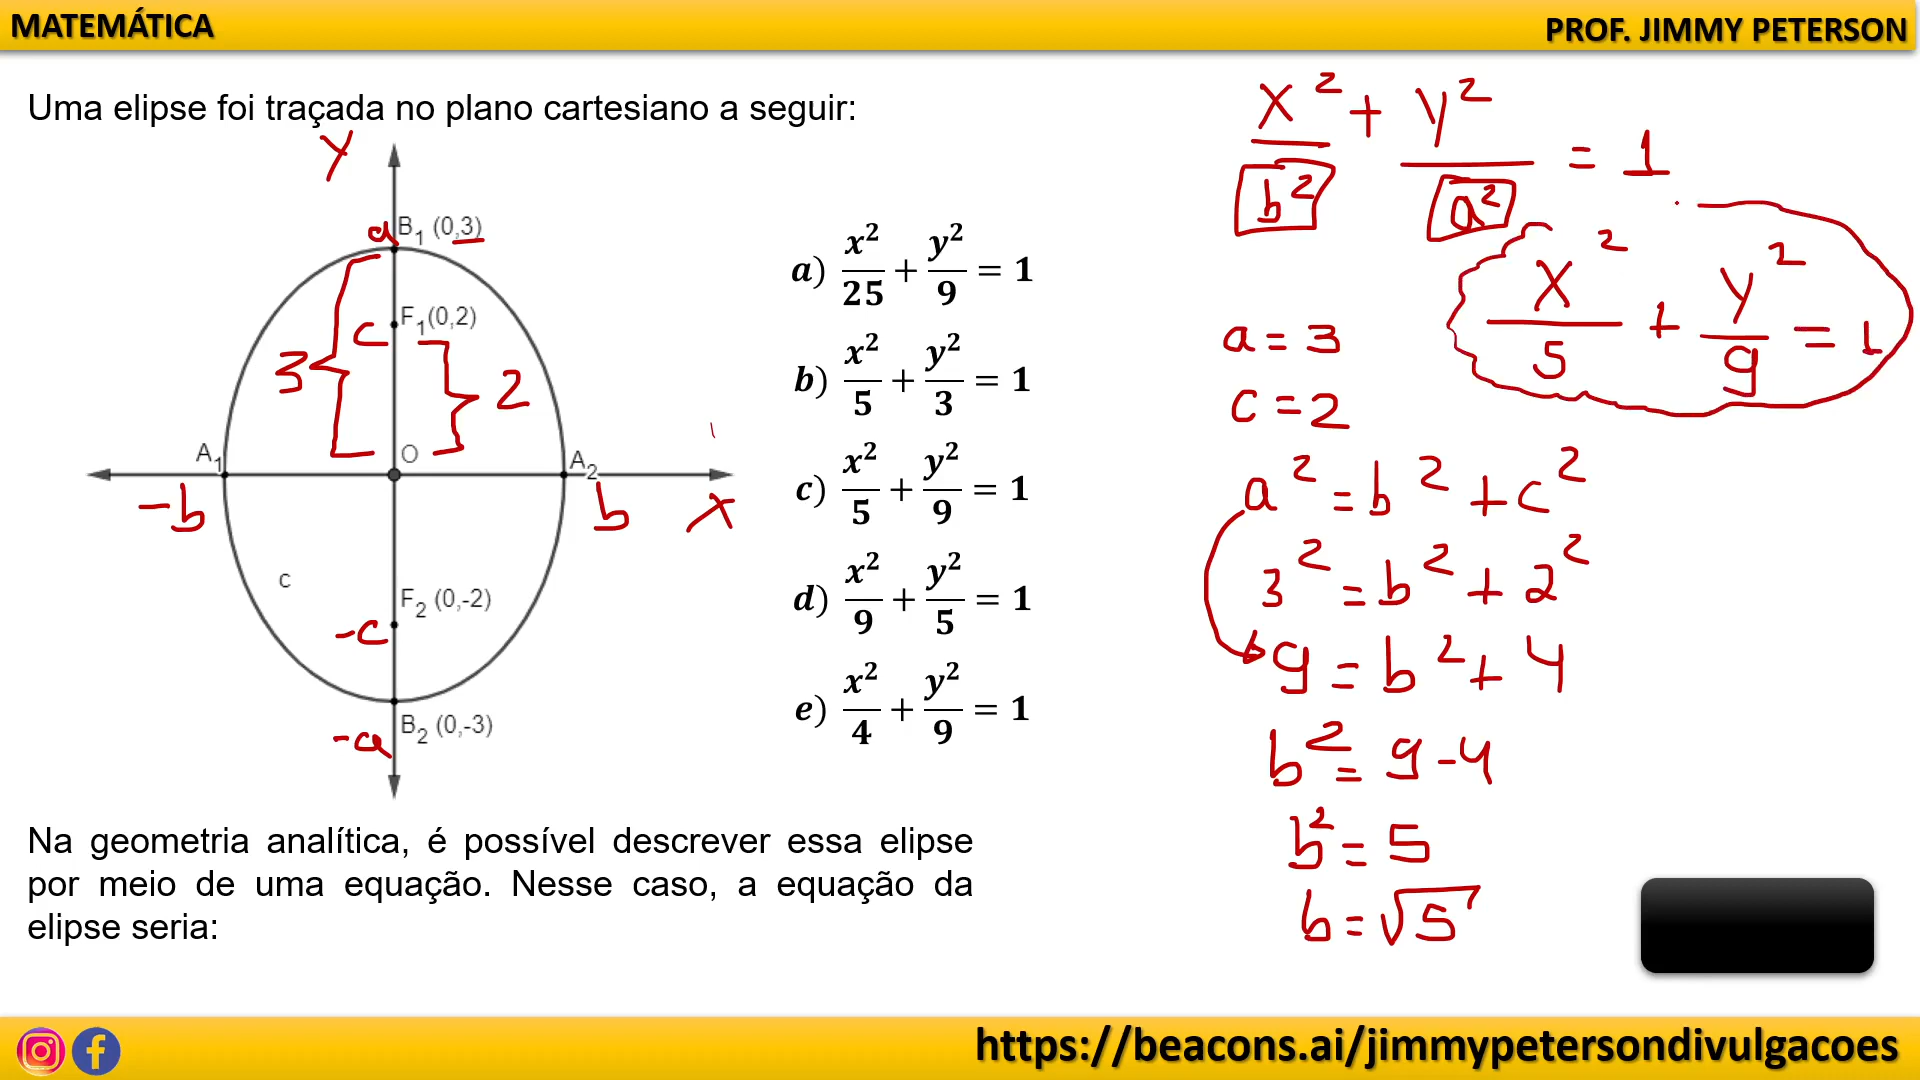 MATEMÁTICA
PROF. JIMMY PETERSON
Uma elipse foi traçada no plano cartesiano a seguir:
y
a B₁ (0,3)
3 c F₁(0,2) 2
A₁ O A₂
-b b x
c
F₂ (0,-2)
-c
B₂ (0,-3)
-a
a) x²/25 + y²/9 = 1
b) x²/5 + y²/3 = 1
c) x²/5 + y²/9 = 1
d) x²/9 + y²/5 = 1
e) x²/4 + y²/9 = 1
Na geometria analítica, é possível descrever essa elipse
por meio de uma equação. Nesse caso, a equação da
elipse seria:
x²/b² + y²/a² = 1
x²/5 + y²/9 = 1
a = 3
c = 2
a² = b² + c²
3² = b² + 2²
9 = b² + 4
b² = 9 - 4
b² = 5
b = √5
https://beacons.ai/jimmypetersondivulgacoes